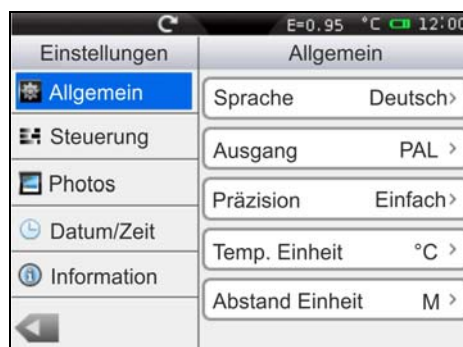 E=0.95 °C 12:00
Einstellungen
Allgemein
Steuerung
Photos
Datum/Zeit
Information
Allgemein
Sprache Deutsch>
Ausgang PAL >
Präzision Einfach>
Temp. Einheit °C >
Abstand Einheit M >